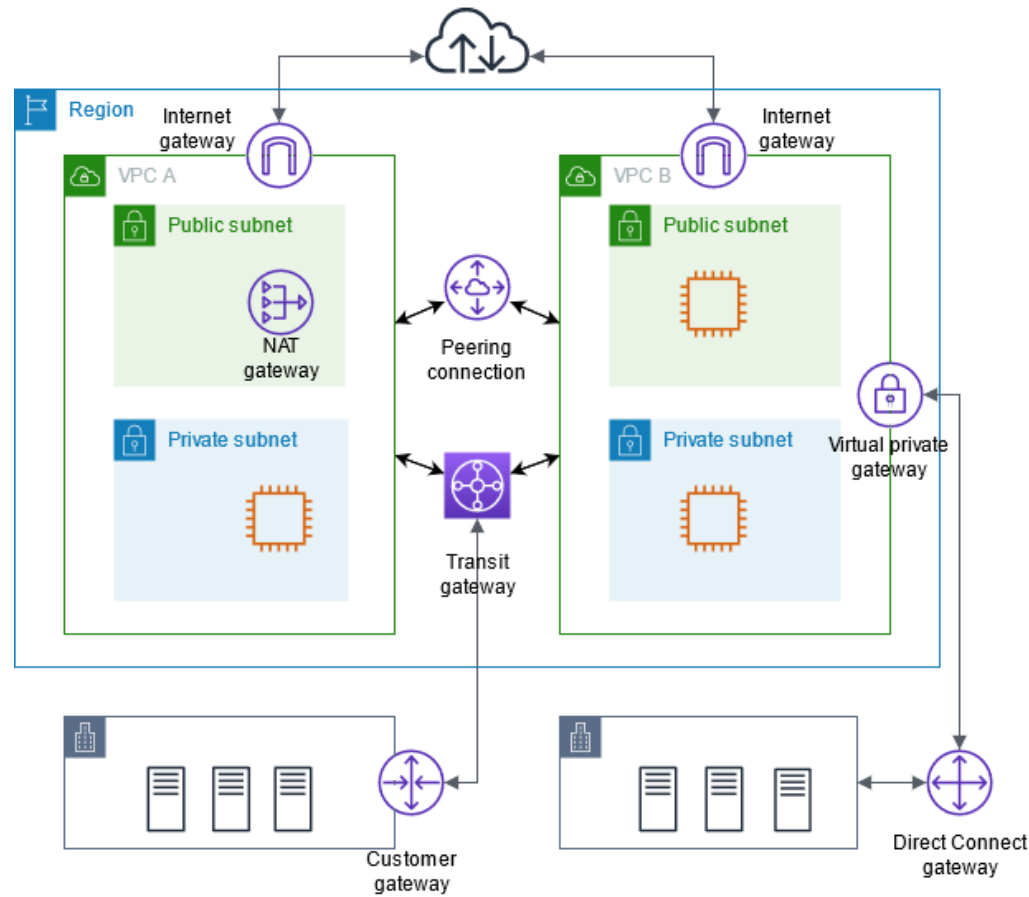 Region
Internet
gateway
Internet
gateway
VPC A
VPC B
Public subnet
Public subnet
NAT
gateway
Peering
connection
Private subnet
Private subnet
Virtual private
gateway
Transit
gateway
Customer
gateway
Direct Connect
gateway